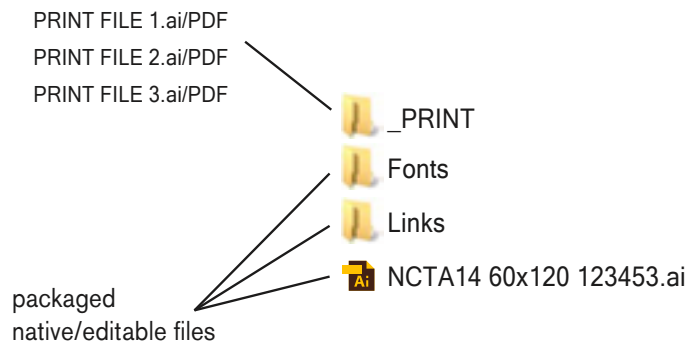 PRINT FILE 1.ai/PDF
PRINT FILE 2.ai/PDF
PRINT FILE 3.ai/PDF
_PRINT
Fonts
Links
Ai NCTA14 60x120 123453.ai
packaged
native/editable files